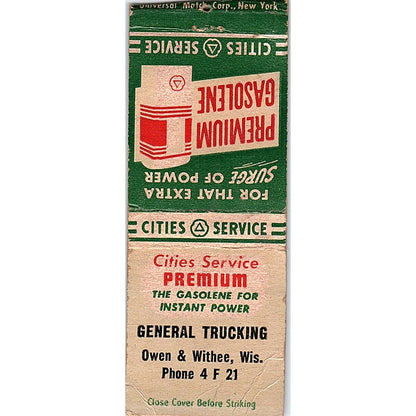 Universal Match Corp., New York
CITIES SERVICE
PREMIUM
GASOLENE
FOR THAT EXTRA
SURGE OF POWER
CITIES SERVICE
Cities Service
PREMIUM
THE GASOLENE FOR
INSTANT POWER
GENERAL TRUCKING
Owen & Withee, Wis.
Phone 4 F 21
Close Cover Before Striking